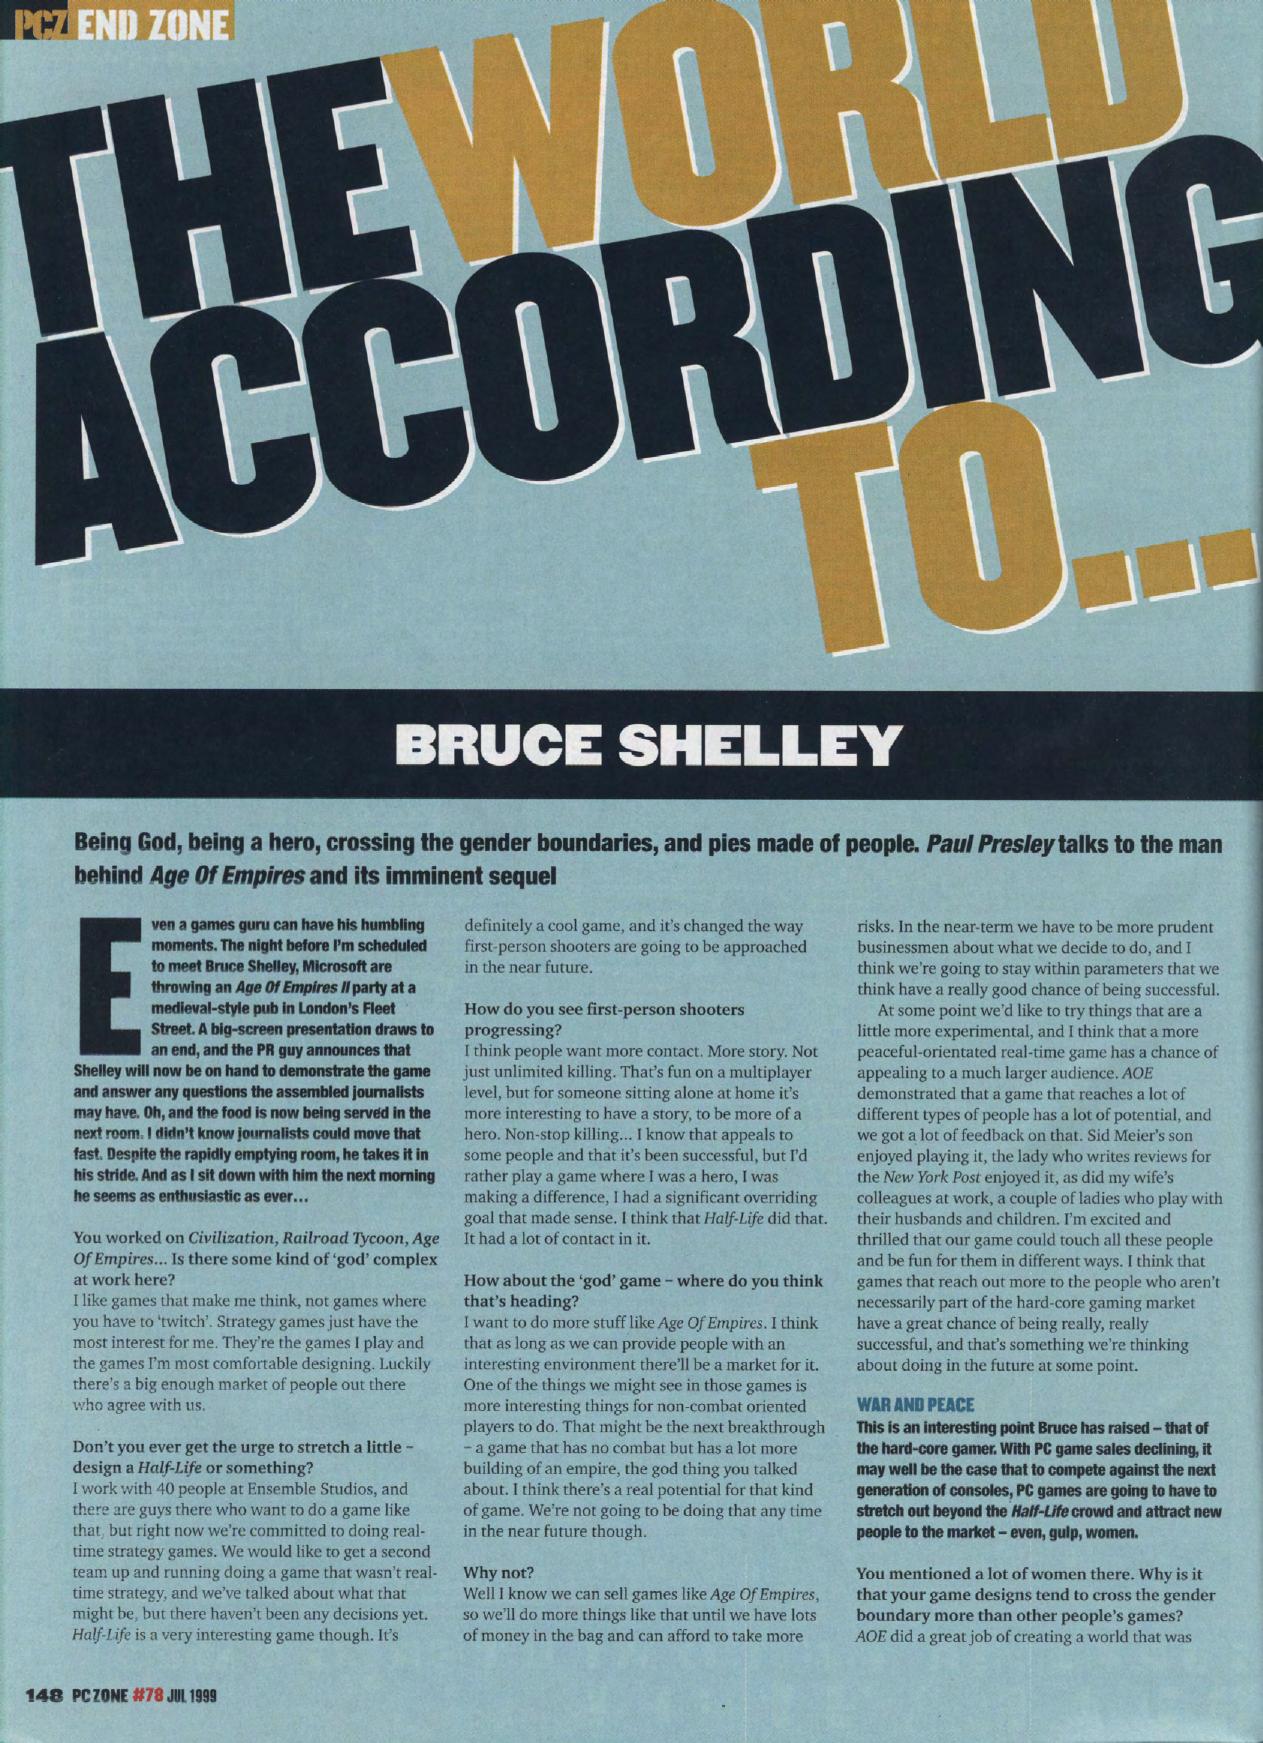 PCZ END ZONE
THE WORLD
ACCORDING
TO...
BRUCE SHELLEY
Being God, being a hero, crossing the gender boundaries, and pies made of people. Paul Presley talks to the man
behind Age Of Empires and its imminent sequel
Even a games guru can have his humbling
moments. The night before I'm scheduled
to meet Bruce Shelley, Microsoft are
throwing an Age Of Empires II party at a
medieval-style pub in London's Fleet
Street. A big-screen presentation draws to
an end, and the PR guy announces that
Shelley will now be on hand to demonstrate the game
and answer any questions the assembled journalists
may have. Oh, and the food is now being served in the
next room. I didn't know journalists could move that
fast. Despite the rapidly emptying room, he takes it in
his stride. And as I sit down with him the next morning
he seems as enthusiastic as ever...
You worked on Civilization, Railroad Tycoon, Age
Of Empires... Is there some kind of 'god' complex
at work here?
I like games that make me think, not games where
you have to 'twitch'. Strategy games just have the
most interest for me. They're the games I play and
the games I'm most comfortable designing. Luckily
there's a big enough market of people out there
who agree with us.
Don't you ever get the urge to stretch a little –
design a Half-Life or something?
I work with 40 people at Ensemble Studios, and
there are guys there who want to do a game like
that, but right now we're committed to doing real-
time strategy games. We would like to get a second
team up and running doing a game that wasn't real-
time strategy, and we've talked about what that
might be, but there haven't been any decisions yet.
Half-Life is a very interesting game though. It's
definitely a cool game, and it's changed the way
first-person shooters are going to be approached
in the near future.
How do you see first-person shooters
progressing?
I think people want more contact. More story. Not
just unlimited killing. That's fun on a multiplayer
level, but for someone sitting alone at home it's
more interesting to have a story, to be more of a
hero. Non-stop killing... I know that appeals to
some people and that it's been successful, but I'd
rather play a game where I was a hero, I was
making a difference, I had a significant overriding
goal that made sense. I think that Half-Life did that.
It had a lot of contact in it.
How about the 'god' game – where do you think
that's heading?
I want to do more stuff like Age Of Empires. I think
that as long as we can provide people with an
interesting environment there'll be a market for it.
One of the things we might see in those games is
more interesting things for non-combat oriented
players to do. That might be the next breakthrough
– a game that has no combat but has a lot more
building of an empire, the god thing you talked
about. I think there's a real potential for that kind
of game. We're not going to be doing that any time
in the near future though.
Why not?
Well I know we can sell games like Age Of Empires,
so we'll do more things like that until we have lots
of money in the bag and can afford to take more
risks. In the near-term we have to be more prudent
businessmen about what we decide to do, and I
think we're going to stay within parameters that we
think have a really good chance of being successful.
At some point we'd like to try things that are a
little more experimental, and I think that a more
peaceful-orientated real-time game has a chance of
appealing to a much larger audience. AOE
demonstrated that a game that reaches a lot of
different types of people has a lot of potential, and
we got a lot of feedback on that. Sid Meier's son
enjoyed playing it, the lady who writes reviews for
the New York Post enjoyed it, as did my wife's
colleagues at work, a couple of ladies who play with
their husbands and children. I'm excited and
thrilled that our game could touch all these people
and be fun for them in different ways. I think that
games that reach out more to the people who aren't
necessarily part of the hard-core gaming market
have a great chance of being really, really
successful, and that's something we're thinking
about doing in the future at some point.
WAR AND PEACE
This is an interesting point Bruce has raised – that of
the hard-core gamer. With PC game sales declining, it
may well be the case that to compete against the next
generation of consoles, PC games are going to have to
stretch out beyond the Half-Life crowd and attract new
people to the market – even, gulp, women.
You mentioned a lot of women there. Why is it
that your game designs tend to cross the gender
boundary more than other people's games?
AOE did a great job of creating a world that was
148 PC ZONE #78 JUL 1999